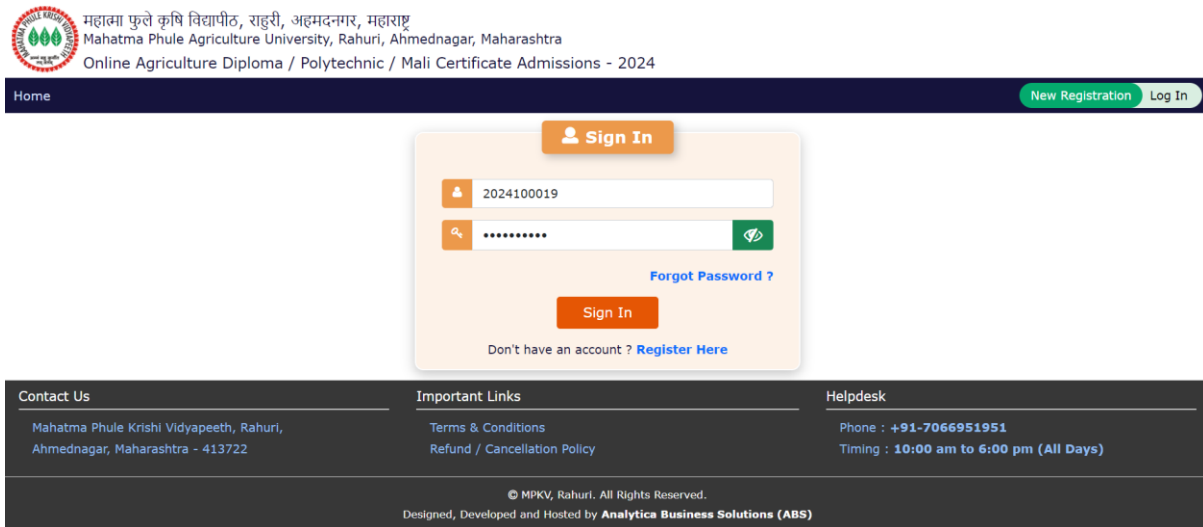 महात्मा फुले कृषि विद्यापीठ, राहुरी, अहमदनगर, महाराष्ट्र
Mahatma Phule Agriculture University, Rahuri, Ahmednagar, Maharashtra
Online Agriculture Diploma / Polytechnic / Mali Certificate Admissions - 2024
Home
New Registration
Log In
Sign In
2024100019
••••••••••
Forgot Password ?
Sign In
Don't have an account ? Register Here
Contact Us
Mahatma Phule Krishi Vidyapeeth, Rahuri,
Ahmednagar, Maharashtra - 413722
Important Links
Terms & Conditions
Refund / Cancellation Policy
Helpdesk
Phone : +91-7066951951
Timing : 10:00 am to 6:00 pm (All Days)
© MPKV, Rahuri. All Rights Reserved.
Designed, Developed and Hosted by Analytica Business Solutions (ABS)